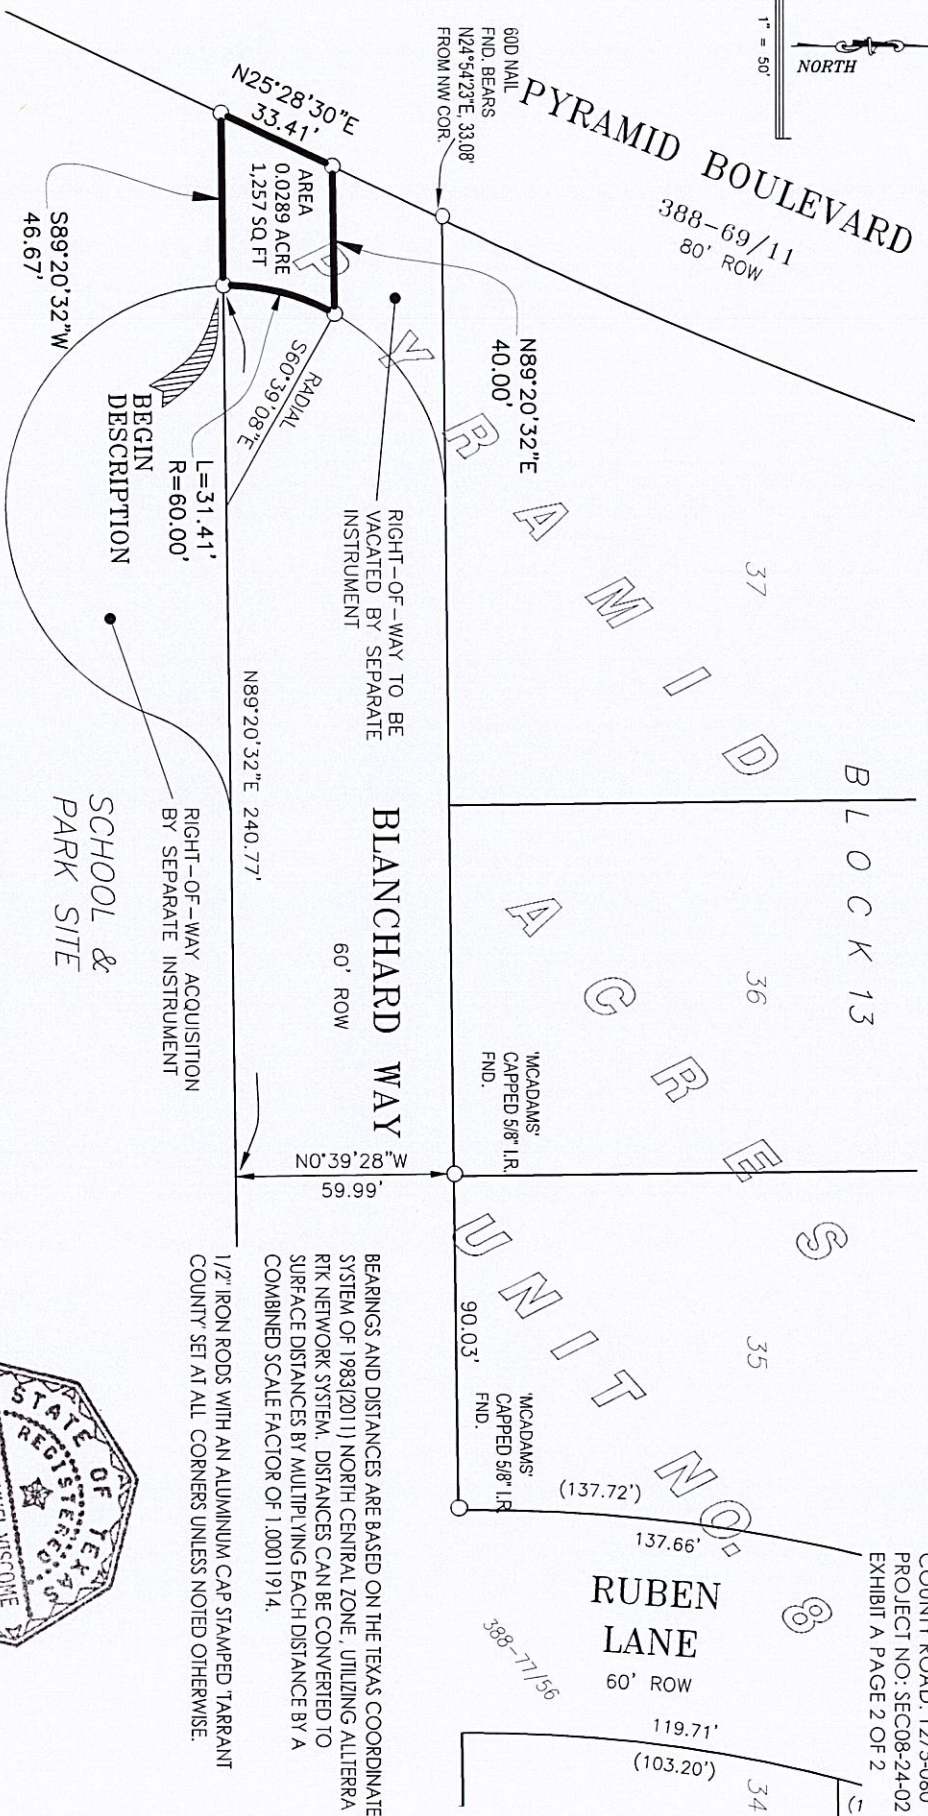 NORTH
1" = 50'
COUNTY ROAD: 1273-080
PROJECT NO: SEC08-24-02
EXHIBIT A PAGE 2 OF 2
PYRAMID BOULEVARD
388-69/11
80' ROW
60D NAIL
FND. BEARS
N24°54'23"E, 33.08'
FROM NW COR.
N25°28'30"E
33.41'
AREA
0.0289 ACRE
1,257 SQ FT
S89°20'32"W
46.67'
N89°20'32"E
40.00'
RADIAL
S60°39'08"E
L=31.41'
R=60.00'
BEGIN
DESCRIPTION
RIGHT-OF-WAY TO BE
VACATED BY SEPARATE
INSTRUMENT
N89°20'32"E 240.77'
RIGHT-OF-WAY ACQUISITION
BY SEPARATE INSTRUMENT
SCHOOL &
PARK SITE
BLANCHARD WAY
60' ROW
N0°39'28"W
59.99'
BLOCK 13
37
36
35
34
PYRAMID
ACRES
UNIT NO. 8
'MCADAMS'
CAPPED 5/8" I.R.
FND.
90.03'
'MCADAMS'
CAPPED 5/8" I.R.
FND.
(137.72')
137.66'
RUBEN
LANE
60' ROW
388-77/56
119.71'
(103.20')
(1
BEARINGS AND DISTANCES ARE BASED ON THE TEXAS COORDINATE
SYSTEM OF 1983(2011) NORTH CENTRAL ZONE, UTILIZING ALLTERRA
RTK NETWORK SYSTEM. DISTANCES CAN BE CONVERTED TO
SURFACE DISTANCES BY MULTIPLYING EACH DISTANCE BY A
COMBINED SCALE FACTOR OF 1.00011914.
1/2" IRON RODS WITH AN ALUMINUM CAP STAMPED 'TARRANT
COUNTY' SET AT ALL CORNERS UNLESS NOTED OTHERWISE.
STATE OF TEXAS
REGISTERED
VISCOME